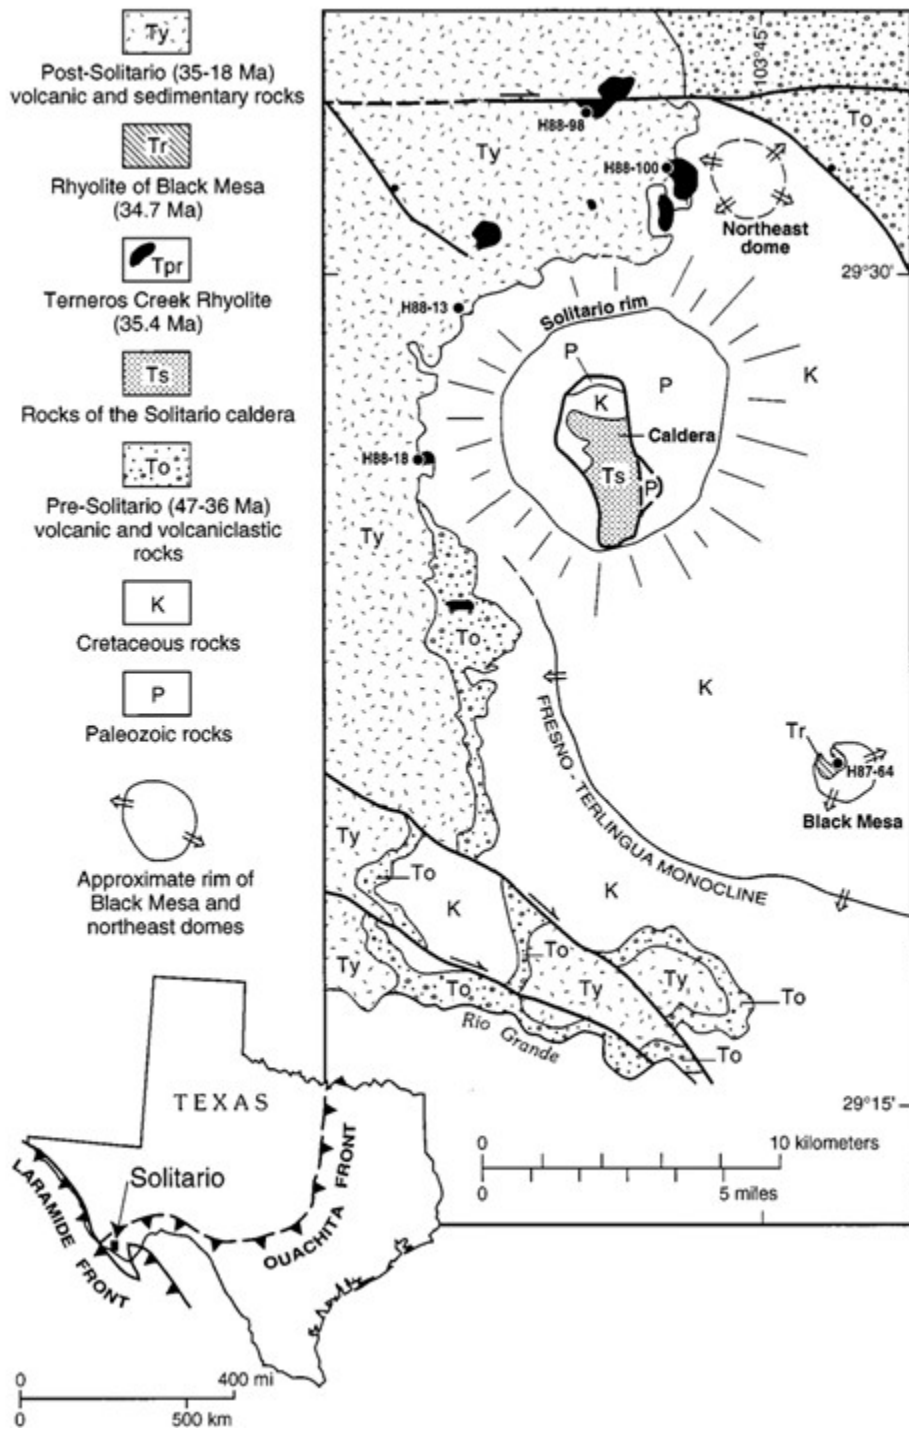 Ty
Post-Solitario (35-18 Ma)
volcanic and sedimentary rocks
Tr
Rhyolite of Black Mesa
(34.7 Ma)
Tpr
Terneros Creek Rhyolite
(35.4 Ma)
Ts
Rocks of the Solitario caldera
To
Pre-Solitario (47-36 Ma)
volcanic and volcaniclastic
rocks
K
Cretaceous rocks
P
Paleozoic rocks
Approximate rim of
Black Mesa and
northeast domes
103°45'
To
H88-98
Ty
H88-100
Northeast
dome
29°30'
H88-13
Solitario rim
P
P
K
K
Caldera
H88-18
Ts
P
Ty
To
K
FRESNO-TERLINGUA MONOCLINE
Tr
H87-64
Black Mesa
Ty
To
K
K
To
Ty
Ty
Ty
To
To
To
Rio Grande
29°15'
0
10 kilometers
0
5 miles
TEXAS
Solitario
LARAMIDE FRONT
OUACHITA FRONT
0
400 mi
0
500 km